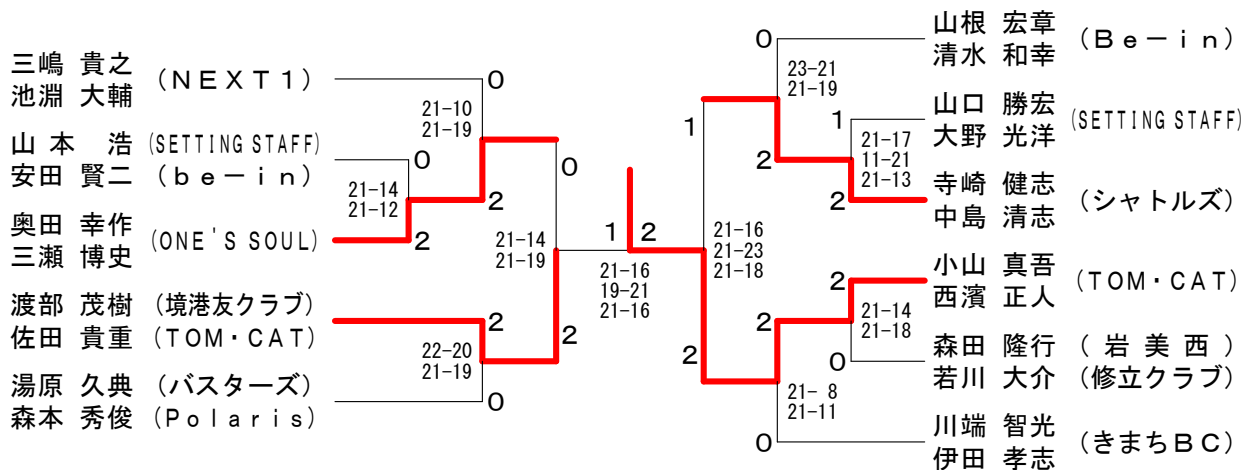 三嶋 貴之
池淵 大輔
(NEXT1)
0
山本 浩 (SETTING STAFF)
安田 賢二 (be-in)
0
奥田 幸作
三瀬 博史
(ONE'S SOUL)
2
21-14
21-12
21-10
21-19
2
渡部 茂樹 (境港友クラブ)
佐田 貴重 (TOM・CAT)
2
湯原 久典 (バスターズ)
森本 秀俊 (Polaris)
0
22-20
21-19
0
21-14
21-19
2
1
2
21-16
19-21
21-16
山根 宏章
清水 和幸
(Be-in)
0
23-21
21-19
山口 勝宏
大野 光洋
(SETTING STAFF)
1
21-17
11-21
21-13
寺崎 健志
中島 清志
(シャトルズ)
2
2
1
21-16
21-23
21-18
2
小山 真吾
西濱 正人
(TOM・CAT)
2
21-14
21-18
森田 隆行 (岩美西)
若川 大介 (修立クラブ)
0
2
21- 8
21-11
川端 智光
伊田 孝志
(きまちBC)
0